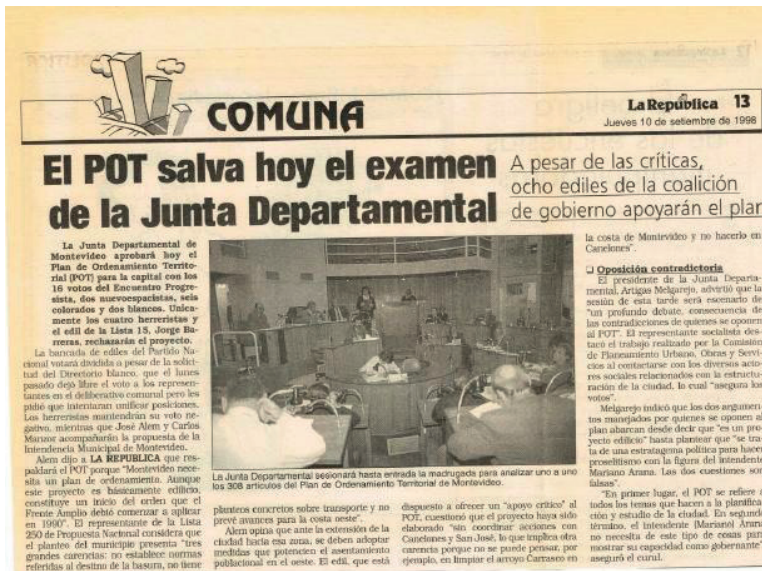 COMUNA
La República 13
Jueves 10 de setiembre de 1998
El POT salva hoy el examen
de la Junta Departamental
A pesar de las críticas,
ocho ediles de la coalición
de gobierno apoyarán el plan
La Junta Departamental de
Montevideo aprobará hoy el
Plan de Ordenamiento Territo-
rial (POT) para la capital con los
16 votos del Encuentro Progre-
sista, dos nuevoespacistas, seis
colorados y dos blancos. Unica-
mente los cuatro herreristas y
el edil de la Lista 15, Jorge Ba-
rreras, rechazarán el proyecto.
La bancada de ediles del Partido Na-
cional votará dividida a pesar de la solici-
tud del Directorio blanco, que el lunes
pasado dejó libre el voto a los represen-
tantes en el deliberativo comunal pero les
pidió que intentaran unificar posiciones.
Los herreristas mantendrán su voto ne-
gativo, mientras que José Alem y Carlos
Manzor acompañarán la propuesta de la
Intendencia Municipal de Montevideo.
Alem dijo a LA REPUBLICA que res-
paldará el POT porque "Montevideo nece-
sita un plan de ordenamiento. Aunque
este proyecto es básicamente edilicio,
constituye un inicio del orden que el
Frente Amplio debió comenzar a aplicar
en 1990". El representante de la Lista
250 de Propuesta Nacional considera que
el planteo del municipio presenta "tres
grandes carencias: no establece normas
referidas al destino de la basura, no tiene
La Junta Departamental sesionará hasta entrada la madrugada para analizar uno a uno
los 308 artículos del Plan de Ordenamiento Territorial de Montevideo.
planteos concretos sobre transporte y no
prevé avances para la costa oeste".
Alem opina que ante la extensión de la
ciudad hacia esa zona, se deben adoptar
medidas que potencien el asentamiento
poblacional en el oeste. El edil, que está
dispuesto a ofrecer un "apoyo crítico" al
POT, cuestionó que el proyecto haya sido
elaborado "sin coordinar acciones con
Canelones y San José, lo que implica otra
carencia porque no se puede pensar, por
ejemplo, en limpiar el arroyo Carrasco en
la costa de Montevideo y no hacerlo en
Canelones".
Oposición contradictoria
El presidente de la Junta Departa-
mental, Artigas Melgarejo, advirtió que la
sesión de esta tarde será escenario de
"un profundo debate, consecuencia de
las contradicciones de quienes se oponen
al POT". El representante socialista des-
tacó el trabajo realizado por la Comisión
de Planeamiento Urbano, Obras y Servi-
cios al contactarse con los diversos acto-
res sociales relacionados con la estructu-
ración de la ciudad, lo cual "asegura los
votos".
Melgarejo indicó que los dos argumen-
tos manejados por quienes se oponen al
plan abarcan desde decir que "es un pro-
yecto edilicio" hasta plantear que "se tra-
ta de una estratagema política para hacer
proselitismo con la figura del intendente
Mariano Arana. Las dos cuestiones son
falsas".
"En primer lugar, el POT se refiere a
todos los temas que hacen a la planifica-
ción y estudio de la ciudad. En segundo
término, el intendente (Mariano) Arana
no necesita de este tipo de cosas para
mostrar su capacidad como gobernante",
aseguró el curul.